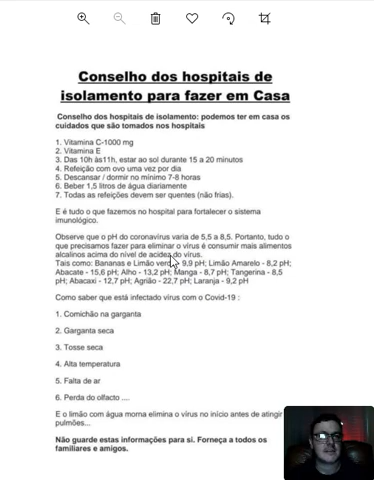 Conselho dos hospitais de
isolamento para fazer em Casa
Conselho dos hospitais de isolamento: podemos ter em casa os
cuidados que são tomados nos hospitais
1. Vitamina C-1000 mg
2. Vitamina E
3. Das 10h às11h, estar ao sol durante 15 a 20 minutos
4. Refeição com ovo uma vez por dia
5. Descansar / dormir no mínimo 7-8 horas
6. Beber 1,5 litros de água diariamente
7. Todas as refeições devem ser quentes (não frias).
E é tudo o que fazemos no hospital para fortalecer o sistema
imunológico.
Observe que o pH do coronavírus varia de 5,5 a 8,5. Portanto, tudo o
que precisamos fazer para eliminar o vírus é consumir mais alimentos
alcalinos acima do nível de acidez do vírus.
Tais como: Bananas e Limão - 9,9 pH; Limão Amarelo - 8,2 pH;
Abacate - 15,6 pH; Alho - 13,2 pH; Manga - 8,7 pH; Tangerina - 8,5
pH; Abacaxi - 12,7 pH; Agrião - 22,7 pH; Laranja - 9,2 pH
Como saber que está infectado vírus com o Covid-19 :
1. Comichão na garganta
2. Garganta seca
3. Tosse seca
4. Alta temperatura
5. Falta de ar
6. Perda do olfacto ....
E o limão com água morna elimina o vírus no início antes de atingir
pulmões...
Não guarde estas informações para si. Forneça a todos os
familiares e amigos.